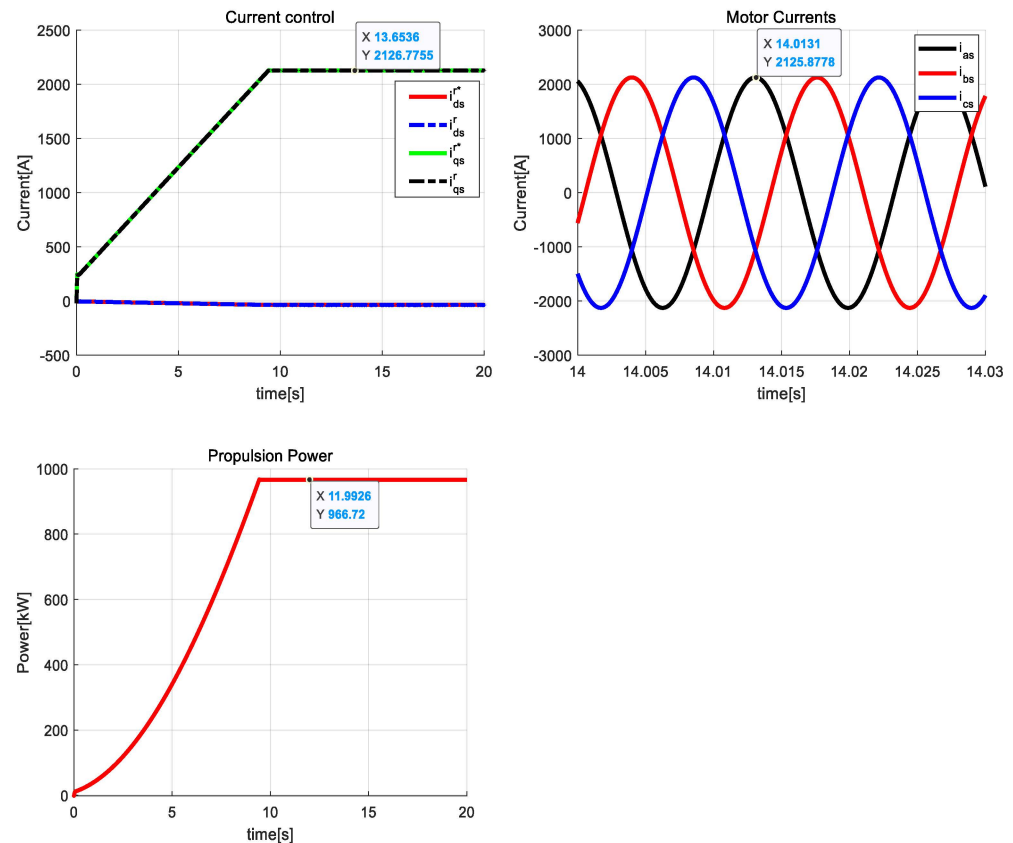 Current control
X 13.6536
Y 2126.7755
2500
2000
1500
1000
500
0
-500
Current[A]
0 5 10 15 20
time[s]
i_ds^r*
i_ds^r
i_qs^r*
i_qs^r
Motor Currents
X 14.0131
Y 2125.8778
3000
2000
1000
0
-1000
-2000
-3000
Current[A]
14 14.005 14.01 14.015 14.02 14.025 14.03
time[s]
i_as
i_bs
i_cs
Propulsion Power
X 11.9926
Y 966.72
1000
800
600
400
200
0
Power[kW]
0 5 10 15 20
time[s]